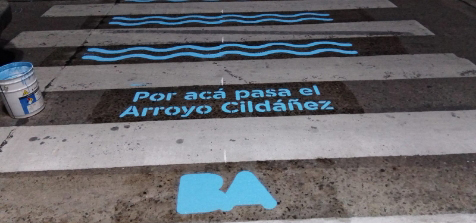 Por acá pasa el
Arroyo Cildáñez
BA